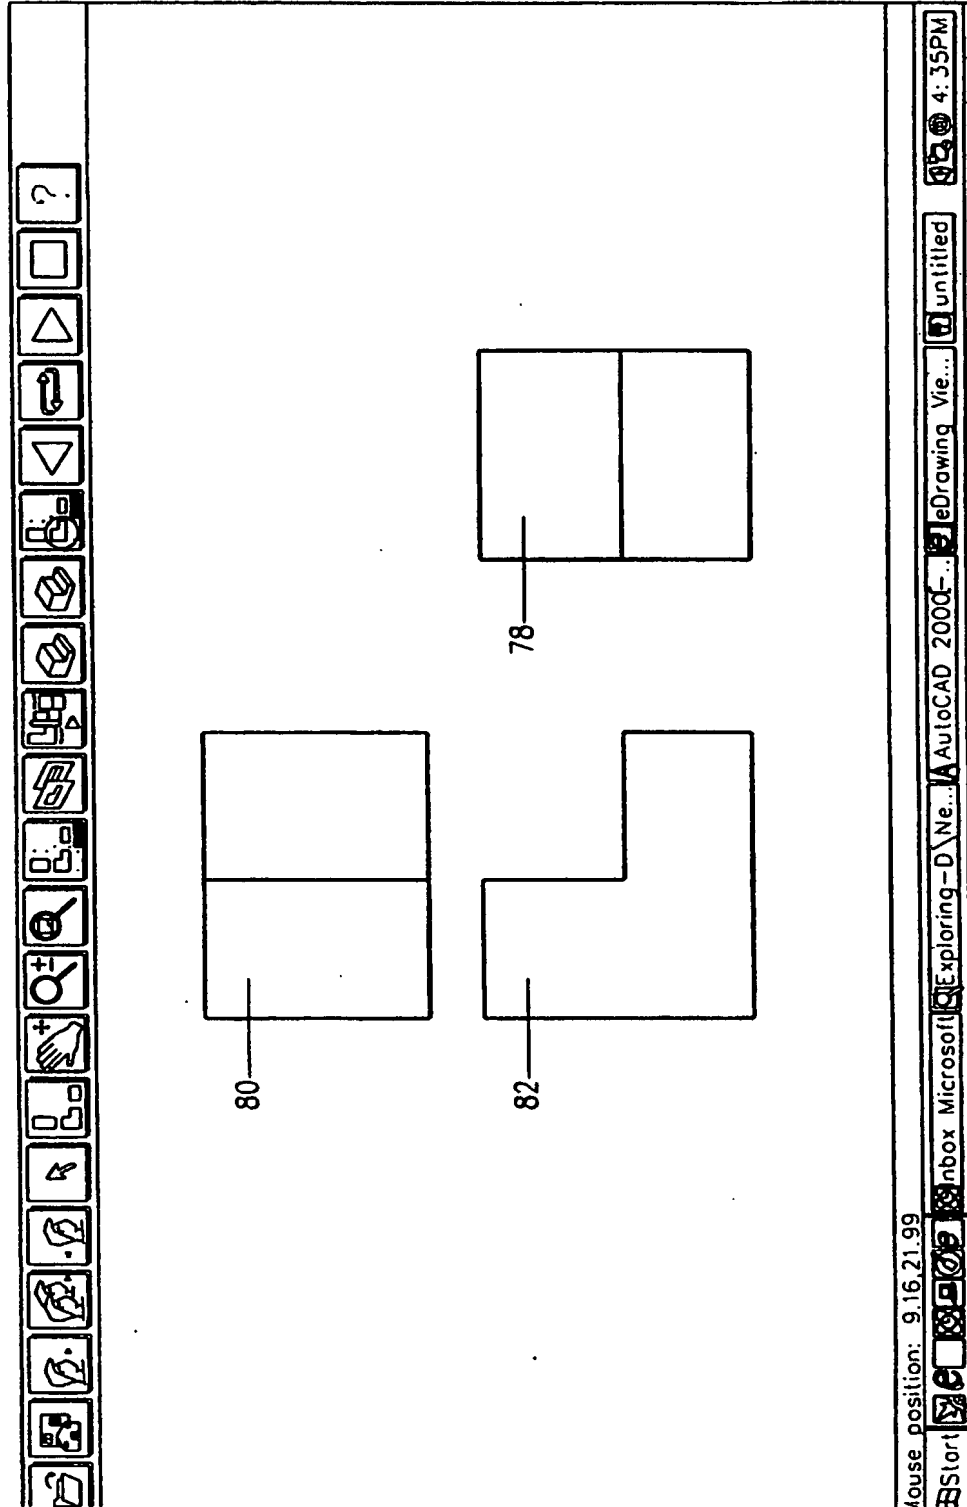 ?
80
82
78
Mouse position: 9.16,21.99
Start
Inbox Microsoft
Exploring-D\Ne...
AutoCAD 2000-...
eDrawing Vie...
untitled
4:35PM